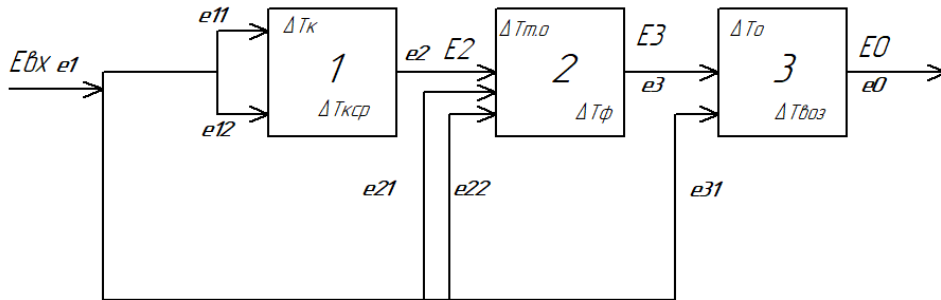 Eвх e1
e11
e12
ΔTк
1
ΔTкср
e2
E2
ΔTт.о
2
ΔTф
E3
e3
ΔTо
3
ΔTвоз
E0
e0
e21
e22
e31